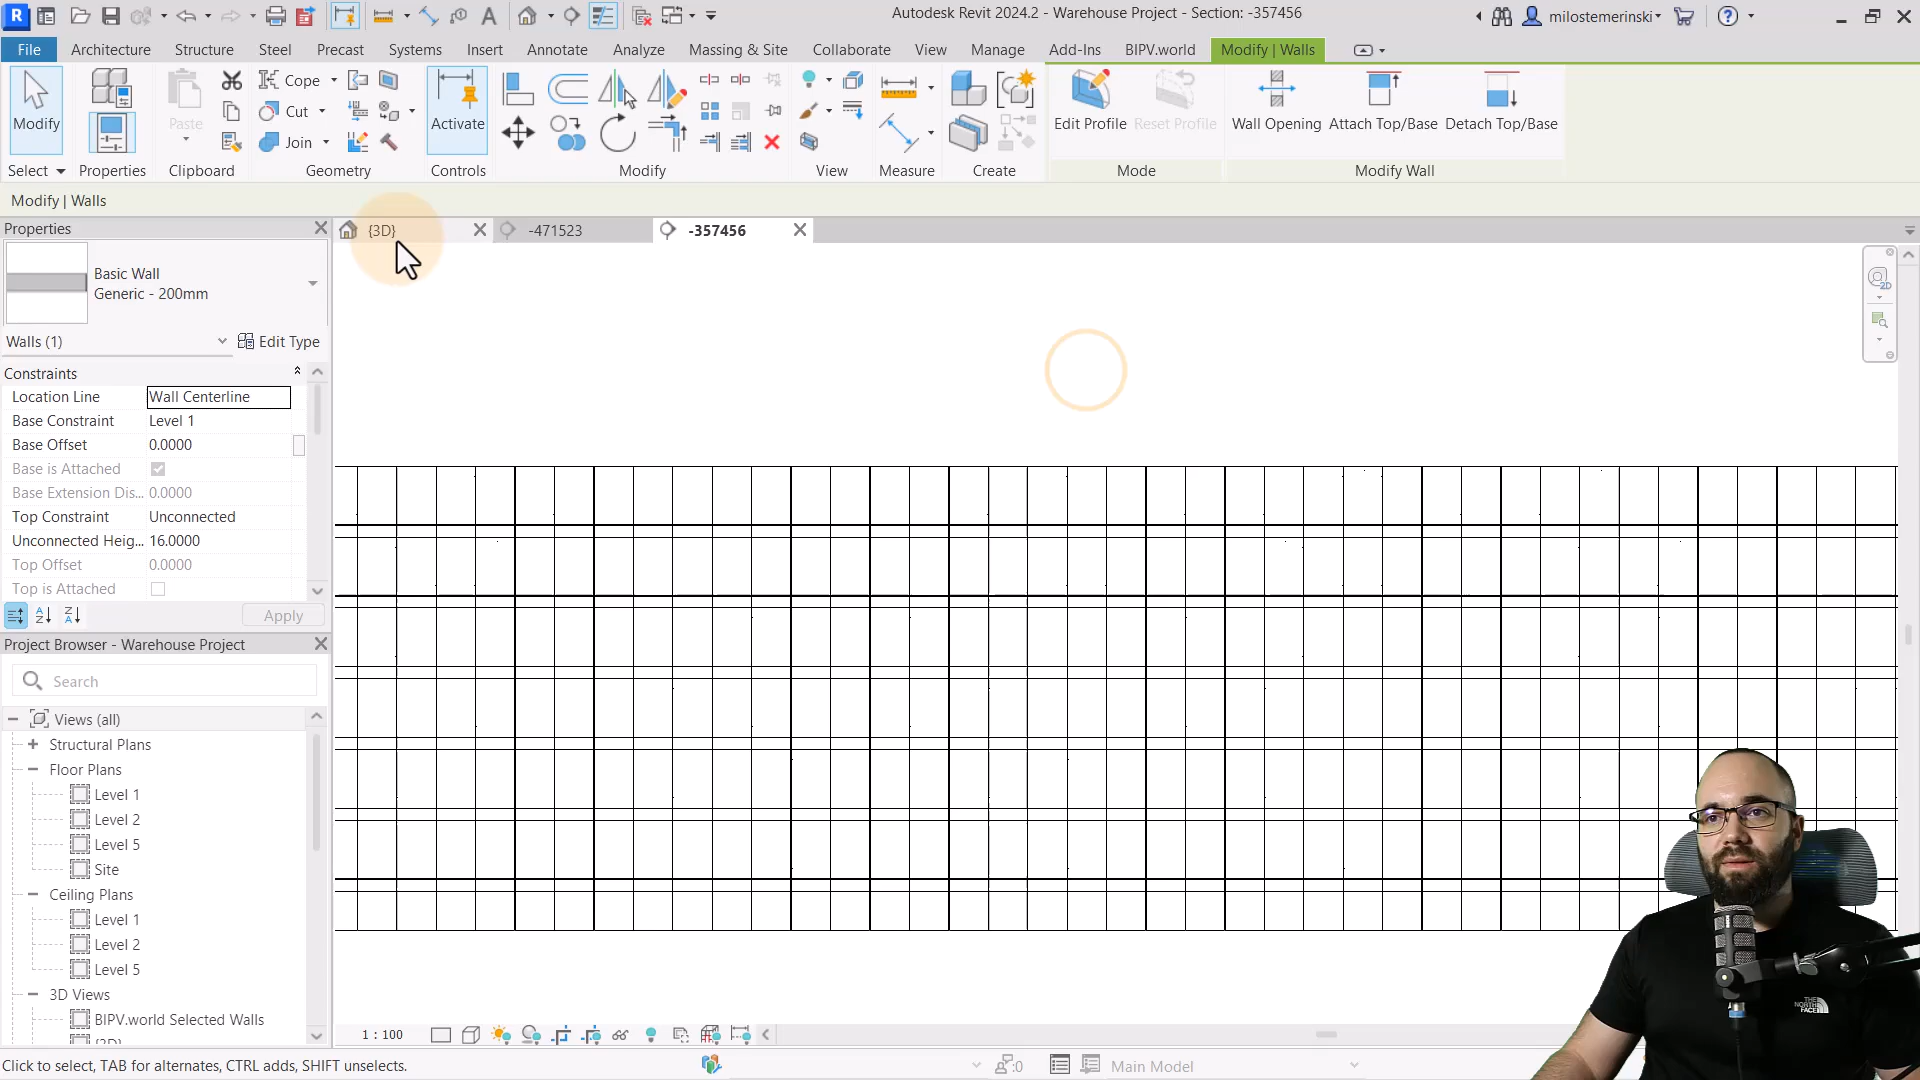 Autodesk Revit 2024.2 - Warehouse Project - Section: -357456
milostemerinski
File Architecture Structure Steel Precast Systems Insert Annotate Analyze Massing & Site Collaborate View Manage Add-Ins BIPV.world Modify | Walls
Modify
Paste
Cope
Cut
Join
Activate
Edit Profile Reset Profile Wall Opening Attach Top/Base Detach Top/Base
Select Properties Clipboard Geometry Controls Modify View Measure Create Mode Modify Wall
Modify | Walls
Properties
{3D} -471523 -357456
Basic Wall
Generic - 200mm
Walls (1) Edit Type
Constraints
Location Line Wall Centerline
Base Constraint Level 1
Base Offset 0.0000
Base is Attached
Base Extension Dis... 0.0000
Top Constraint Unconnected
Unconnected Heig... 16.0000
Top Offset 0.0000
Top is Attached
Apply
Project Browser - Warehouse Project
Search
Views (all)
Structural Plans
Floor Plans
Level 1
Level 2
Level 5
Site
Ceiling Plans
Level 1
Level 2
Level 5
3D Views
BIPV.world Selected Walls
1 : 100
Click to select, TAB for alternates, CTRL adds, SHIFT unselects.
:0
Main Model
THE
NORTH
FACE